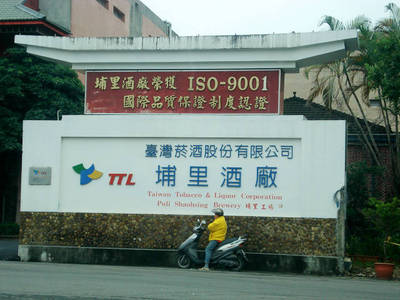 埔里酒廠榮獲 ISO-9001
國際品質保證制度認證
臺灣菸酒股份有限公司
TTL 埔里酒廠
Taiwan Tobacco & Liquor Corporation
Puli Shaohsing Brewery